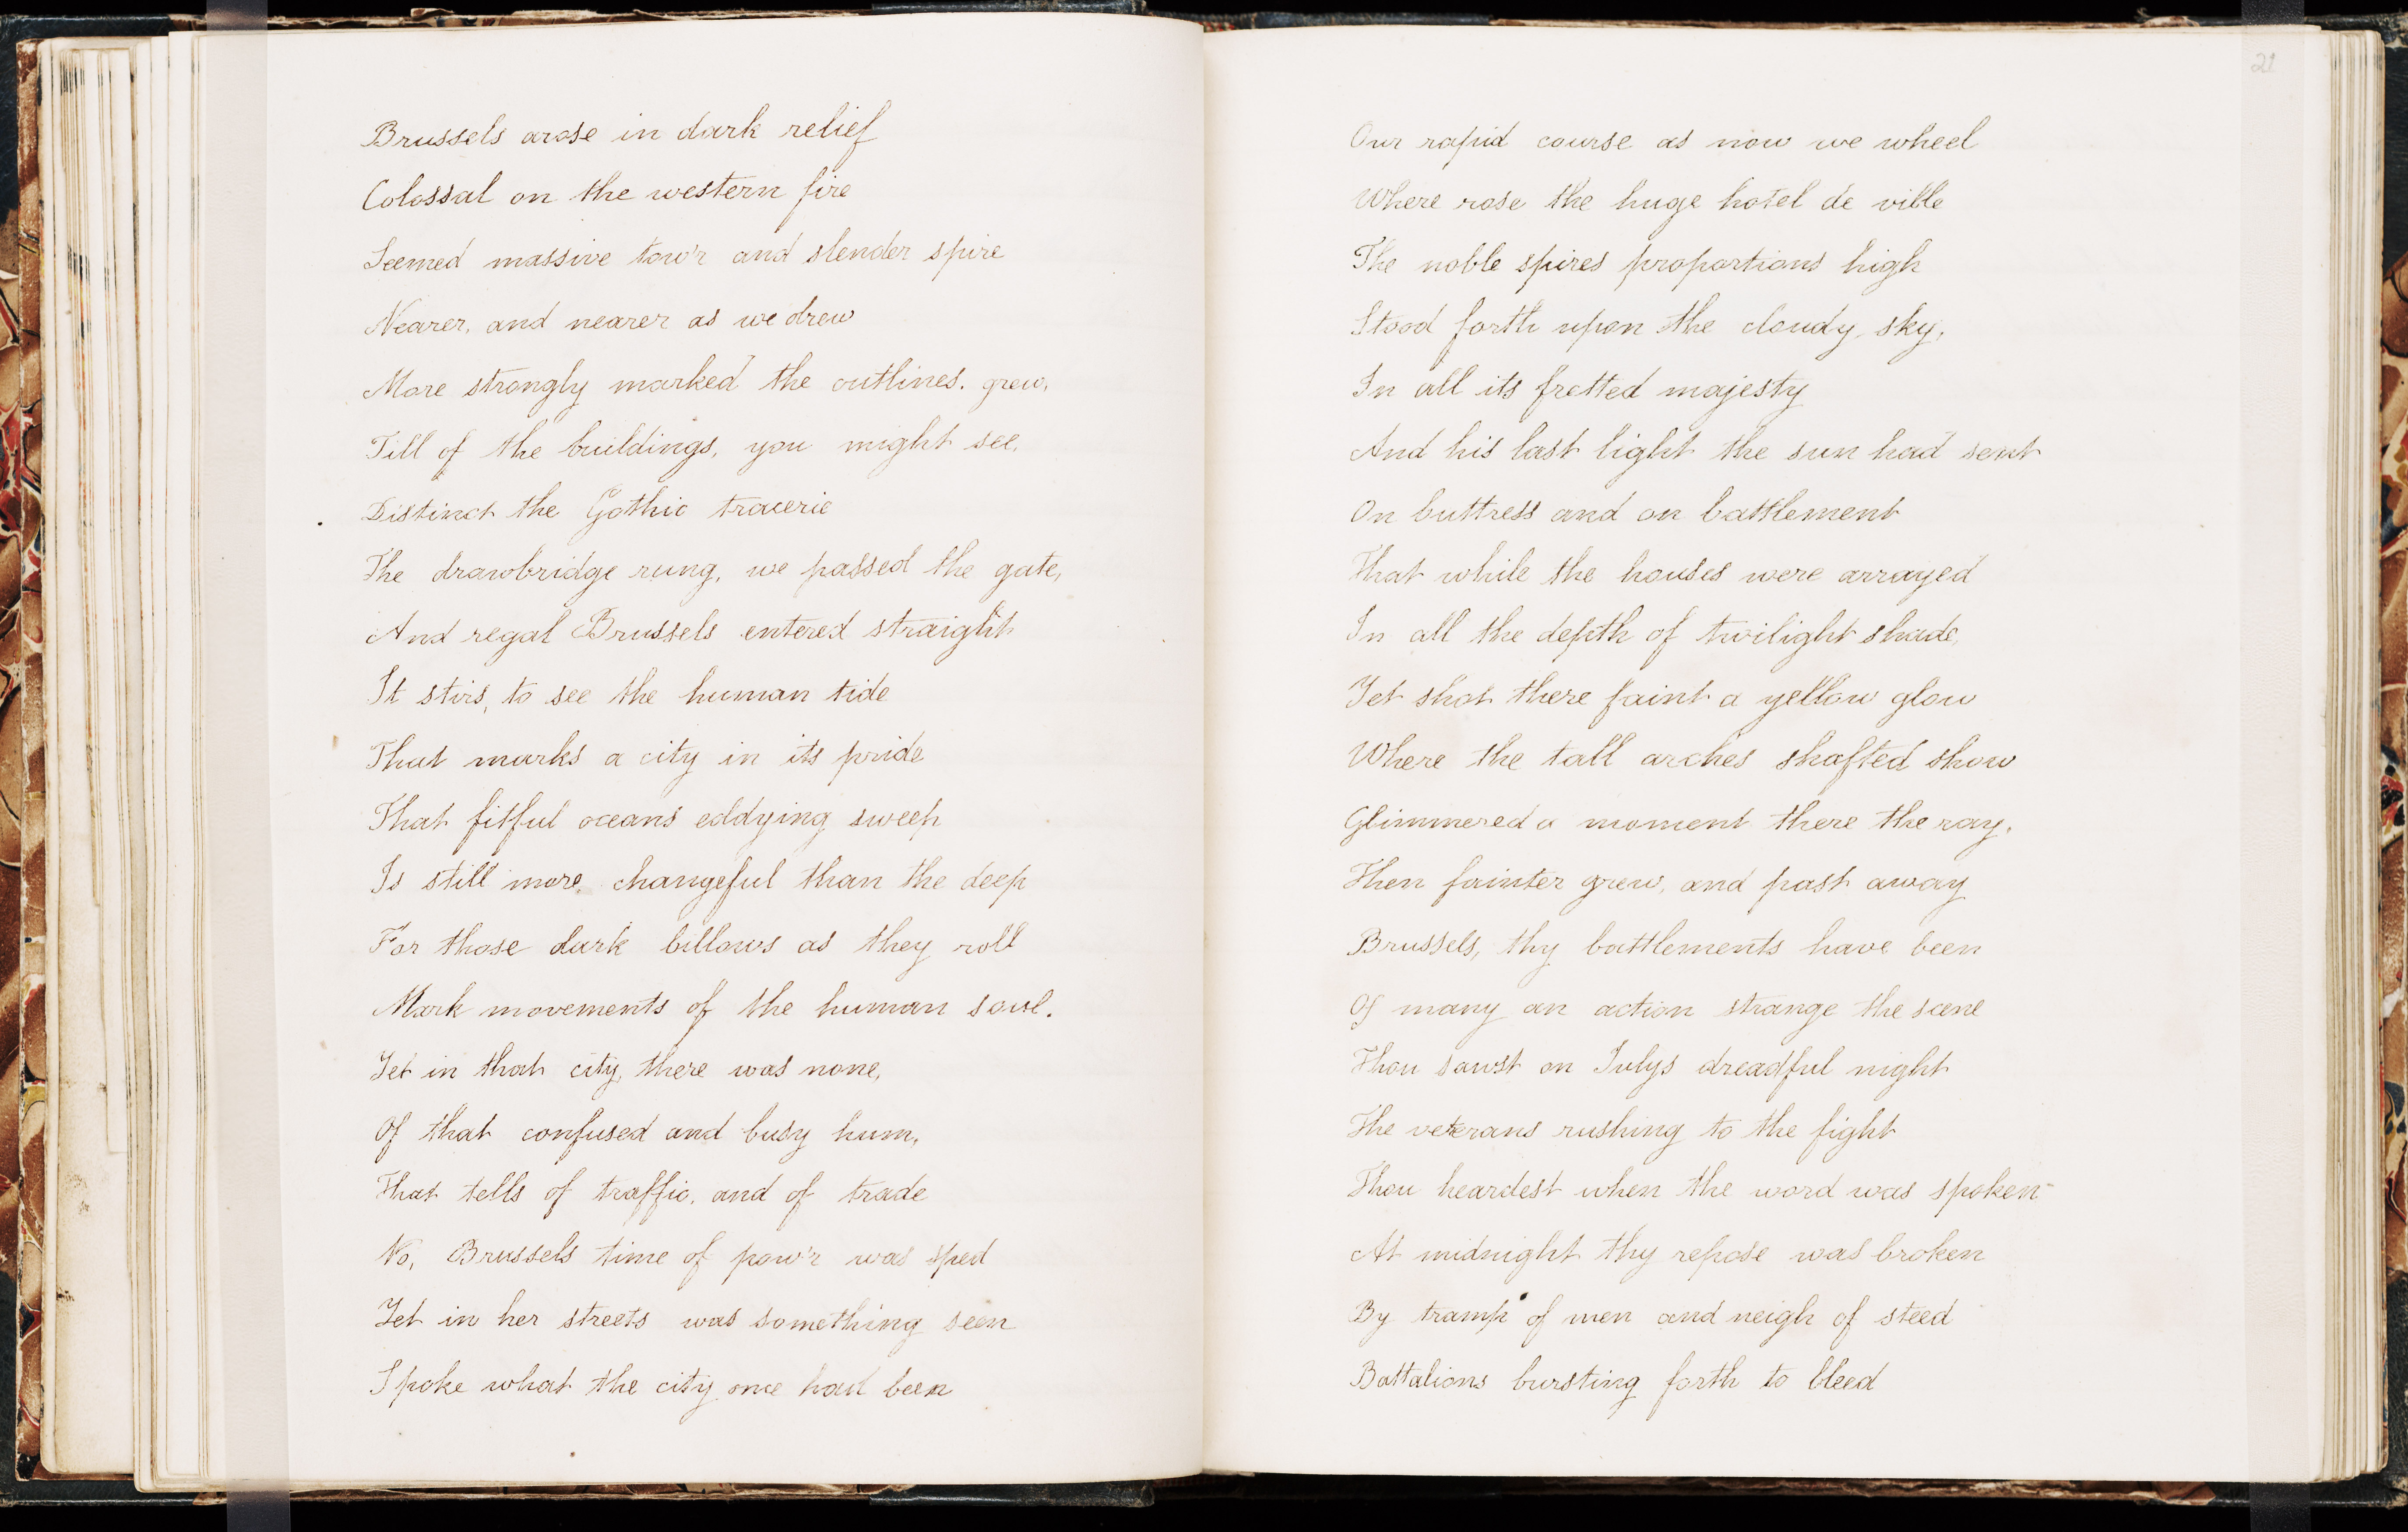 Brussels arose in dark relief
Colossal on the western fire
Seemed massive tow'r and slender spire
Nearer, and nearer as we drew
More strongly marked the outlines. grew,
Till of the buildings, you might see,
Distinct the Gothic tracerie
The drawbridge rung, we passed the gate,
And regal Brussels entered straight
It stirs, to see the human tide
That marks a city in its pride
That fitful oceans eddying sweep
Is still more, changeful than the deep
For those dark billows as they roll
Mark movements of the human soul.
Yet in that city, there was none,
Of that confused and busy hum,
That tells of traffic, and of trade
No, Brussels time of pow'r was sped
Yet in her streets was something seen
Spoke what the city once had been
21
Our rapid course as now we wheel
Where rose the huge hotel de ville
The noble spires proportions high
Stood forth upon the cloudy sky,
In all its fretted majesty
And his last light the sun had sent
On buttress and on battlement
That while the houses were arrayed
In all the depth of twilight shade,
Yet shot there faint a yellow glow
Where the tall arches shafted show
Glimmered a moment there the ray,
Then fainter grew, and past away
Brussels, thy battlements have been
Of many an action strange the scene
Thou sawst on Julys dreadful night
The veterans rushing to the fight
Thou heardest when the word was spoken
At midnight thy repose was broken
By tramp of men and neigh of steed
Battalions bursting forth to bleed